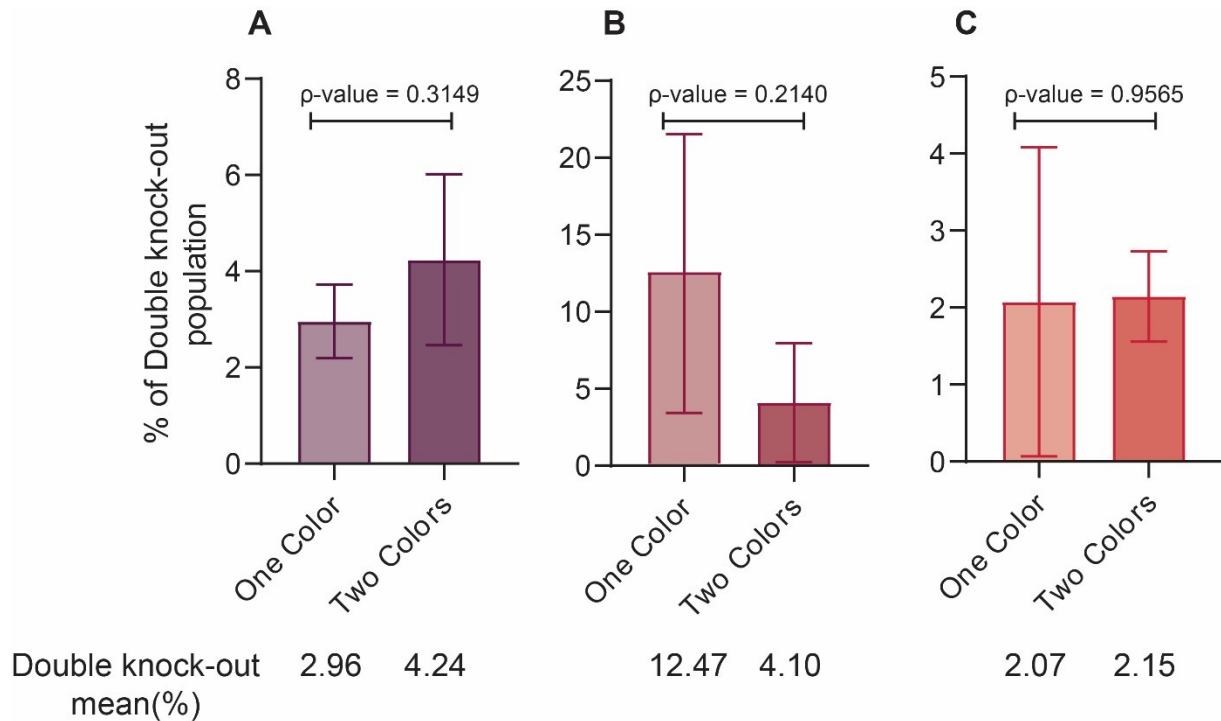 A
B
C
% of Double knock-out
population
8
6
4
2
0
ρ-value = 0.3149
One Color
Two Colors
25
20
15
10
5
0
ρ-value = 0.2140
One Color
Two Colors
5
4
3
2
1
0
ρ-value = 0.9565
One Color
Two Colors
Double knock-out 2.96 4.24 12.47 4.10 2.07 2.15
mean(%)